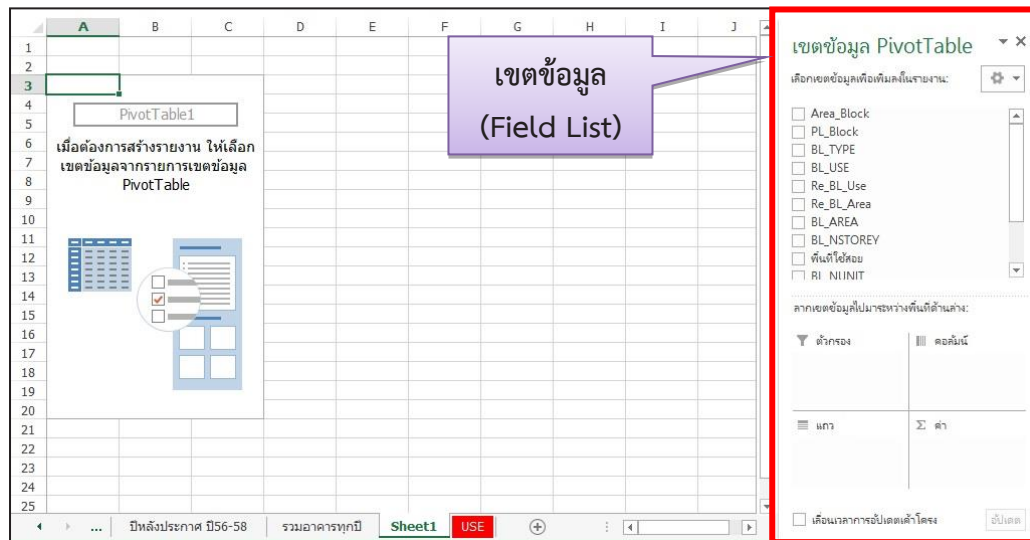 A B C D E F G H I J
1
2
3
4
5
6
7
8
9
10
11
12
13
14
15
16
17
18
19
20
21
22
23
24
25
PivotTable1
เมื่อต้องการสร้างรายงาน ให้เลือก
เขตข้อมูลจากรายการเขตข้อมูล
PivotTable
เขตข้อมูล
(Field List)
เขตข้อมูล PivotTable
เลือกเขตข้อมูลเพื่อเพิ่มลงในรายงาน:
Area_Block
PL_Block
BL_TYPE
BL_USE
Re_BL_Use
Re_BL_Area
BL_AREA
BL_NSTOREY
พื้นที่ใช้สอย
BL_NUNIT
ลากเขตข้อมูลไปมาระหว่างพื้นที่ด้านล่าง:
ตัวกรอง
คอลัมน์
แถว
Σ ค่า
เลื่อนเวลาการอัปเดตเค้าโครง
อัปเดต
... ปีหลังประกาศ ปี56-58 รวมอาคารทุกปี Sheet1 USE